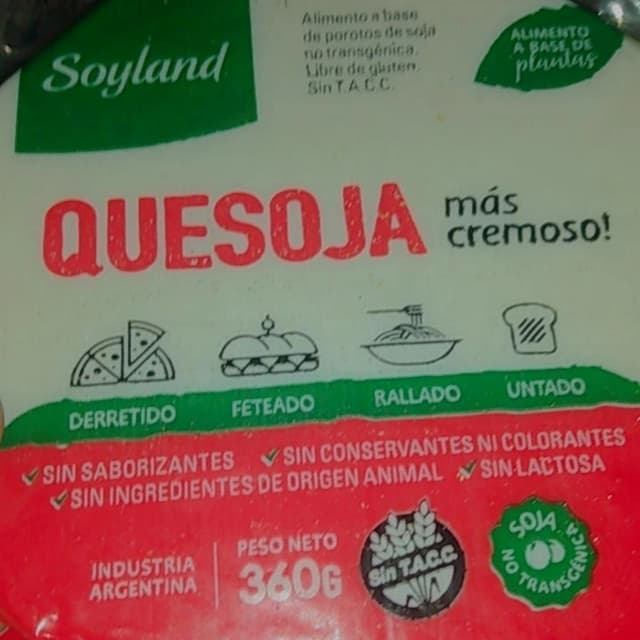 Soyland
Alimento a base
de porotos de soja
no transgénica.
Libre de gluten.
Sin T.A.C.C.
ALIMENTO
A BASE DE
plantas
QUESOJA
más
cremoso!
DERRETIDO
FETEADO
RALLADO
UNTADO
SIN SABORIZANTES
SIN CONSERVANTES NI COLORANTES
SIN INGREDIENTES DE ORIGEN ANIMAL
SIN LACTOSA
INDUSTRIA
ARGENTINA
PESO NETO
360G
Sin T.A.C.C.
SOJA
NO TRANSGÉNICA